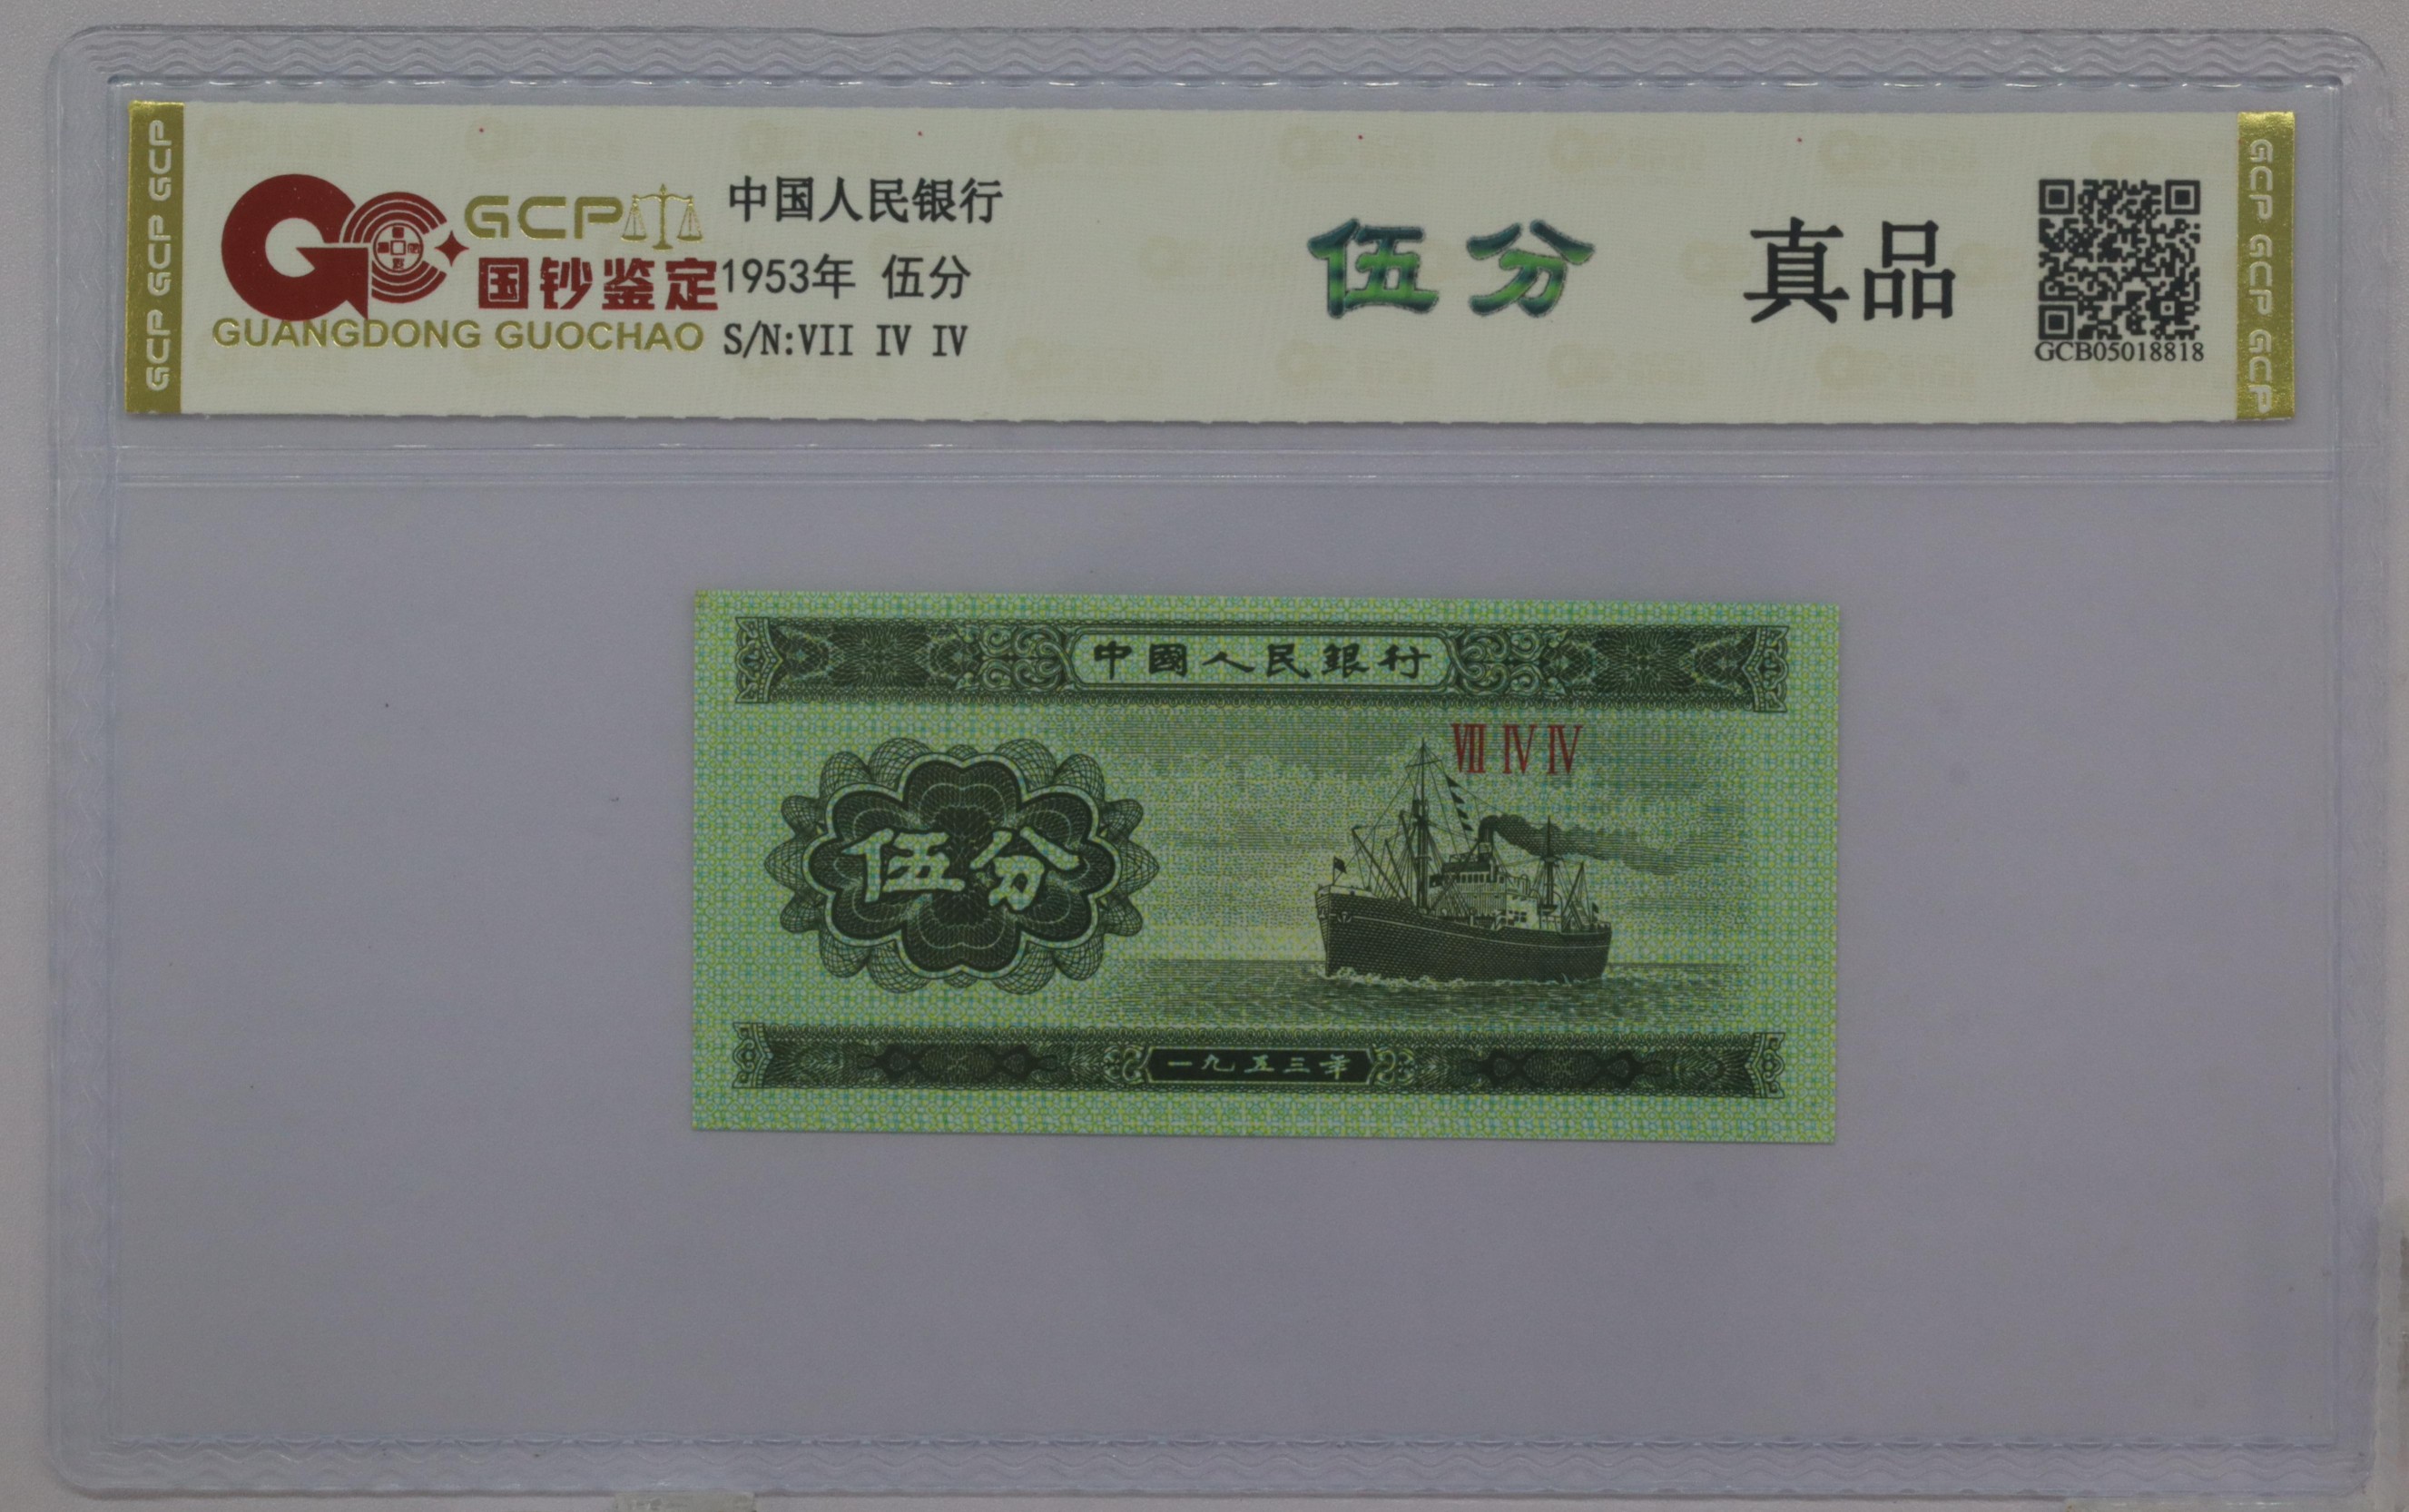 GCP GCP GCP
GCP
国钞鉴定
GUANGDONG GUOCHAO
中国人民银行
1953年 伍分
S/N:VII IV IV
伍分
真品
GCB05018818
GCP GCP GCP GCP
中國人民銀行
VIII IV IV
伍分
一九五三年